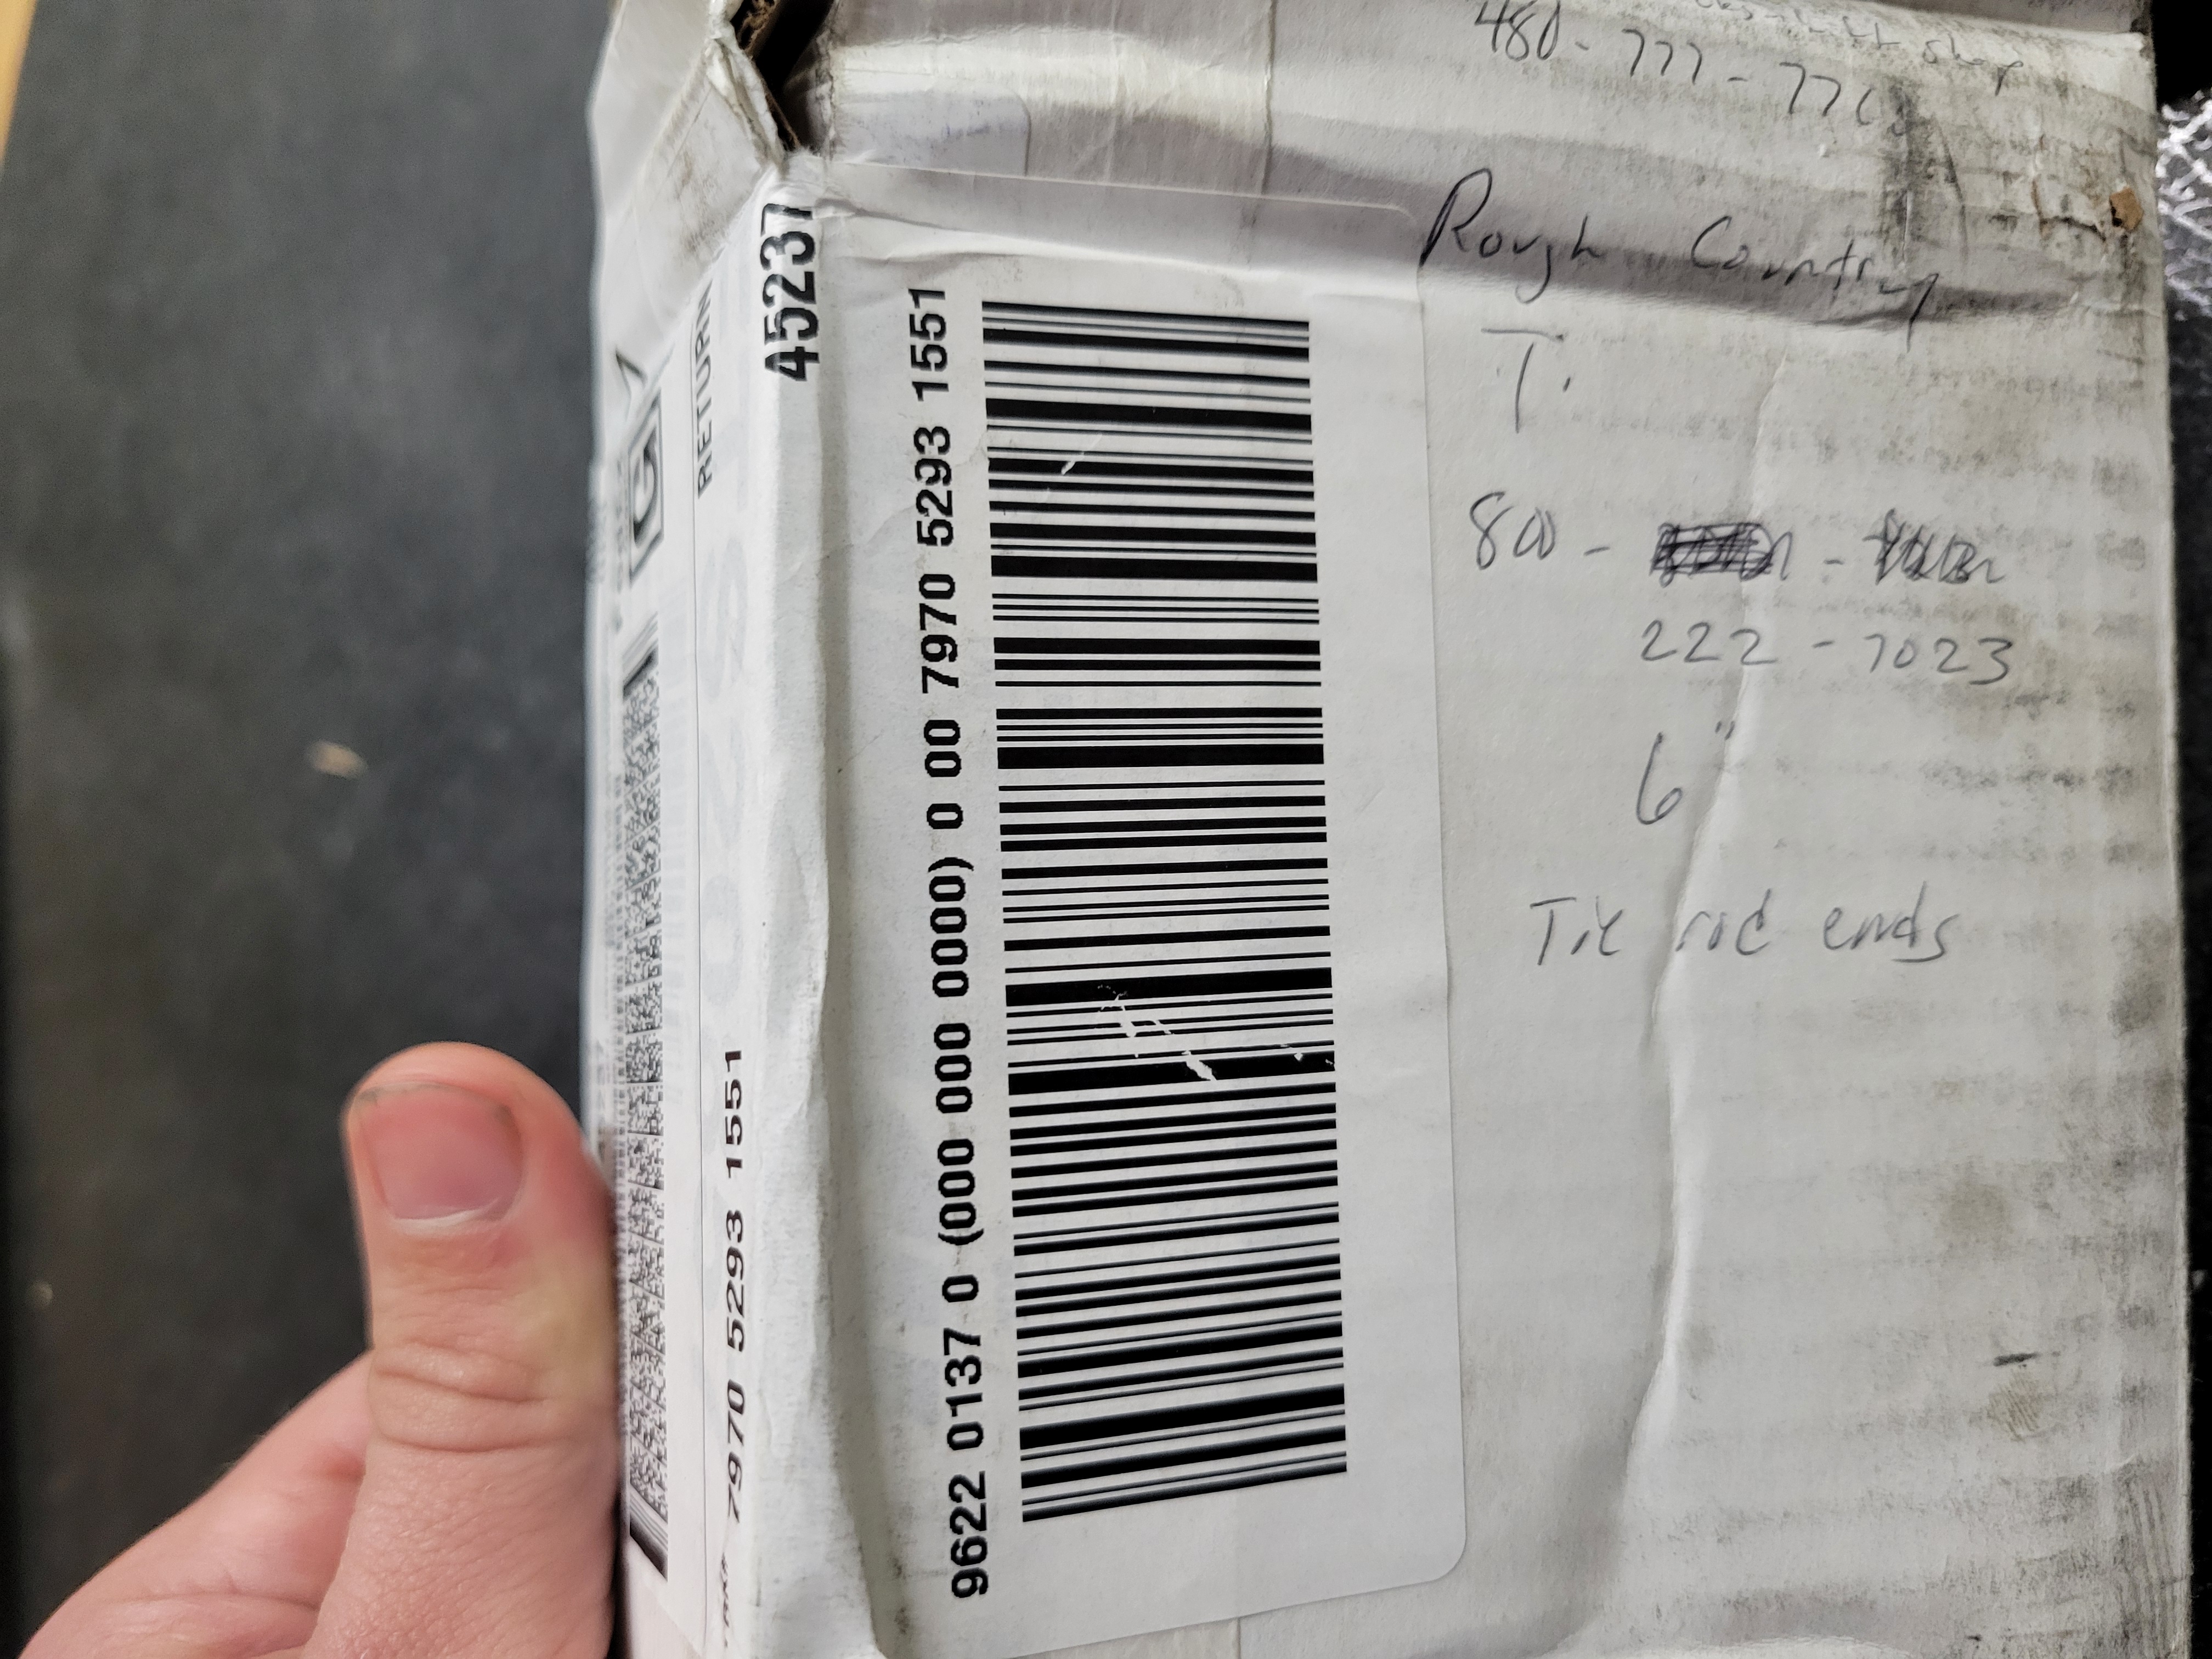 480-777-77
Rough Country
T.
800 -
222-7023
6"
Tie rod ends
45237
RETURN
G
9622 0137 0 (000 000 0000) 0 00 7970 5293 1551
7970 5293 1551